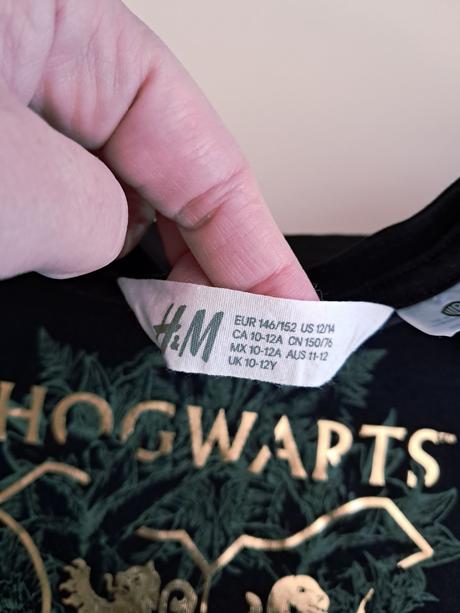 H&M
EUR 146/152 US 12/14
CA 10-12A CN 150/76
MX 10-12A AUS 11-12
UK 10-12Y
HOGWARTS™